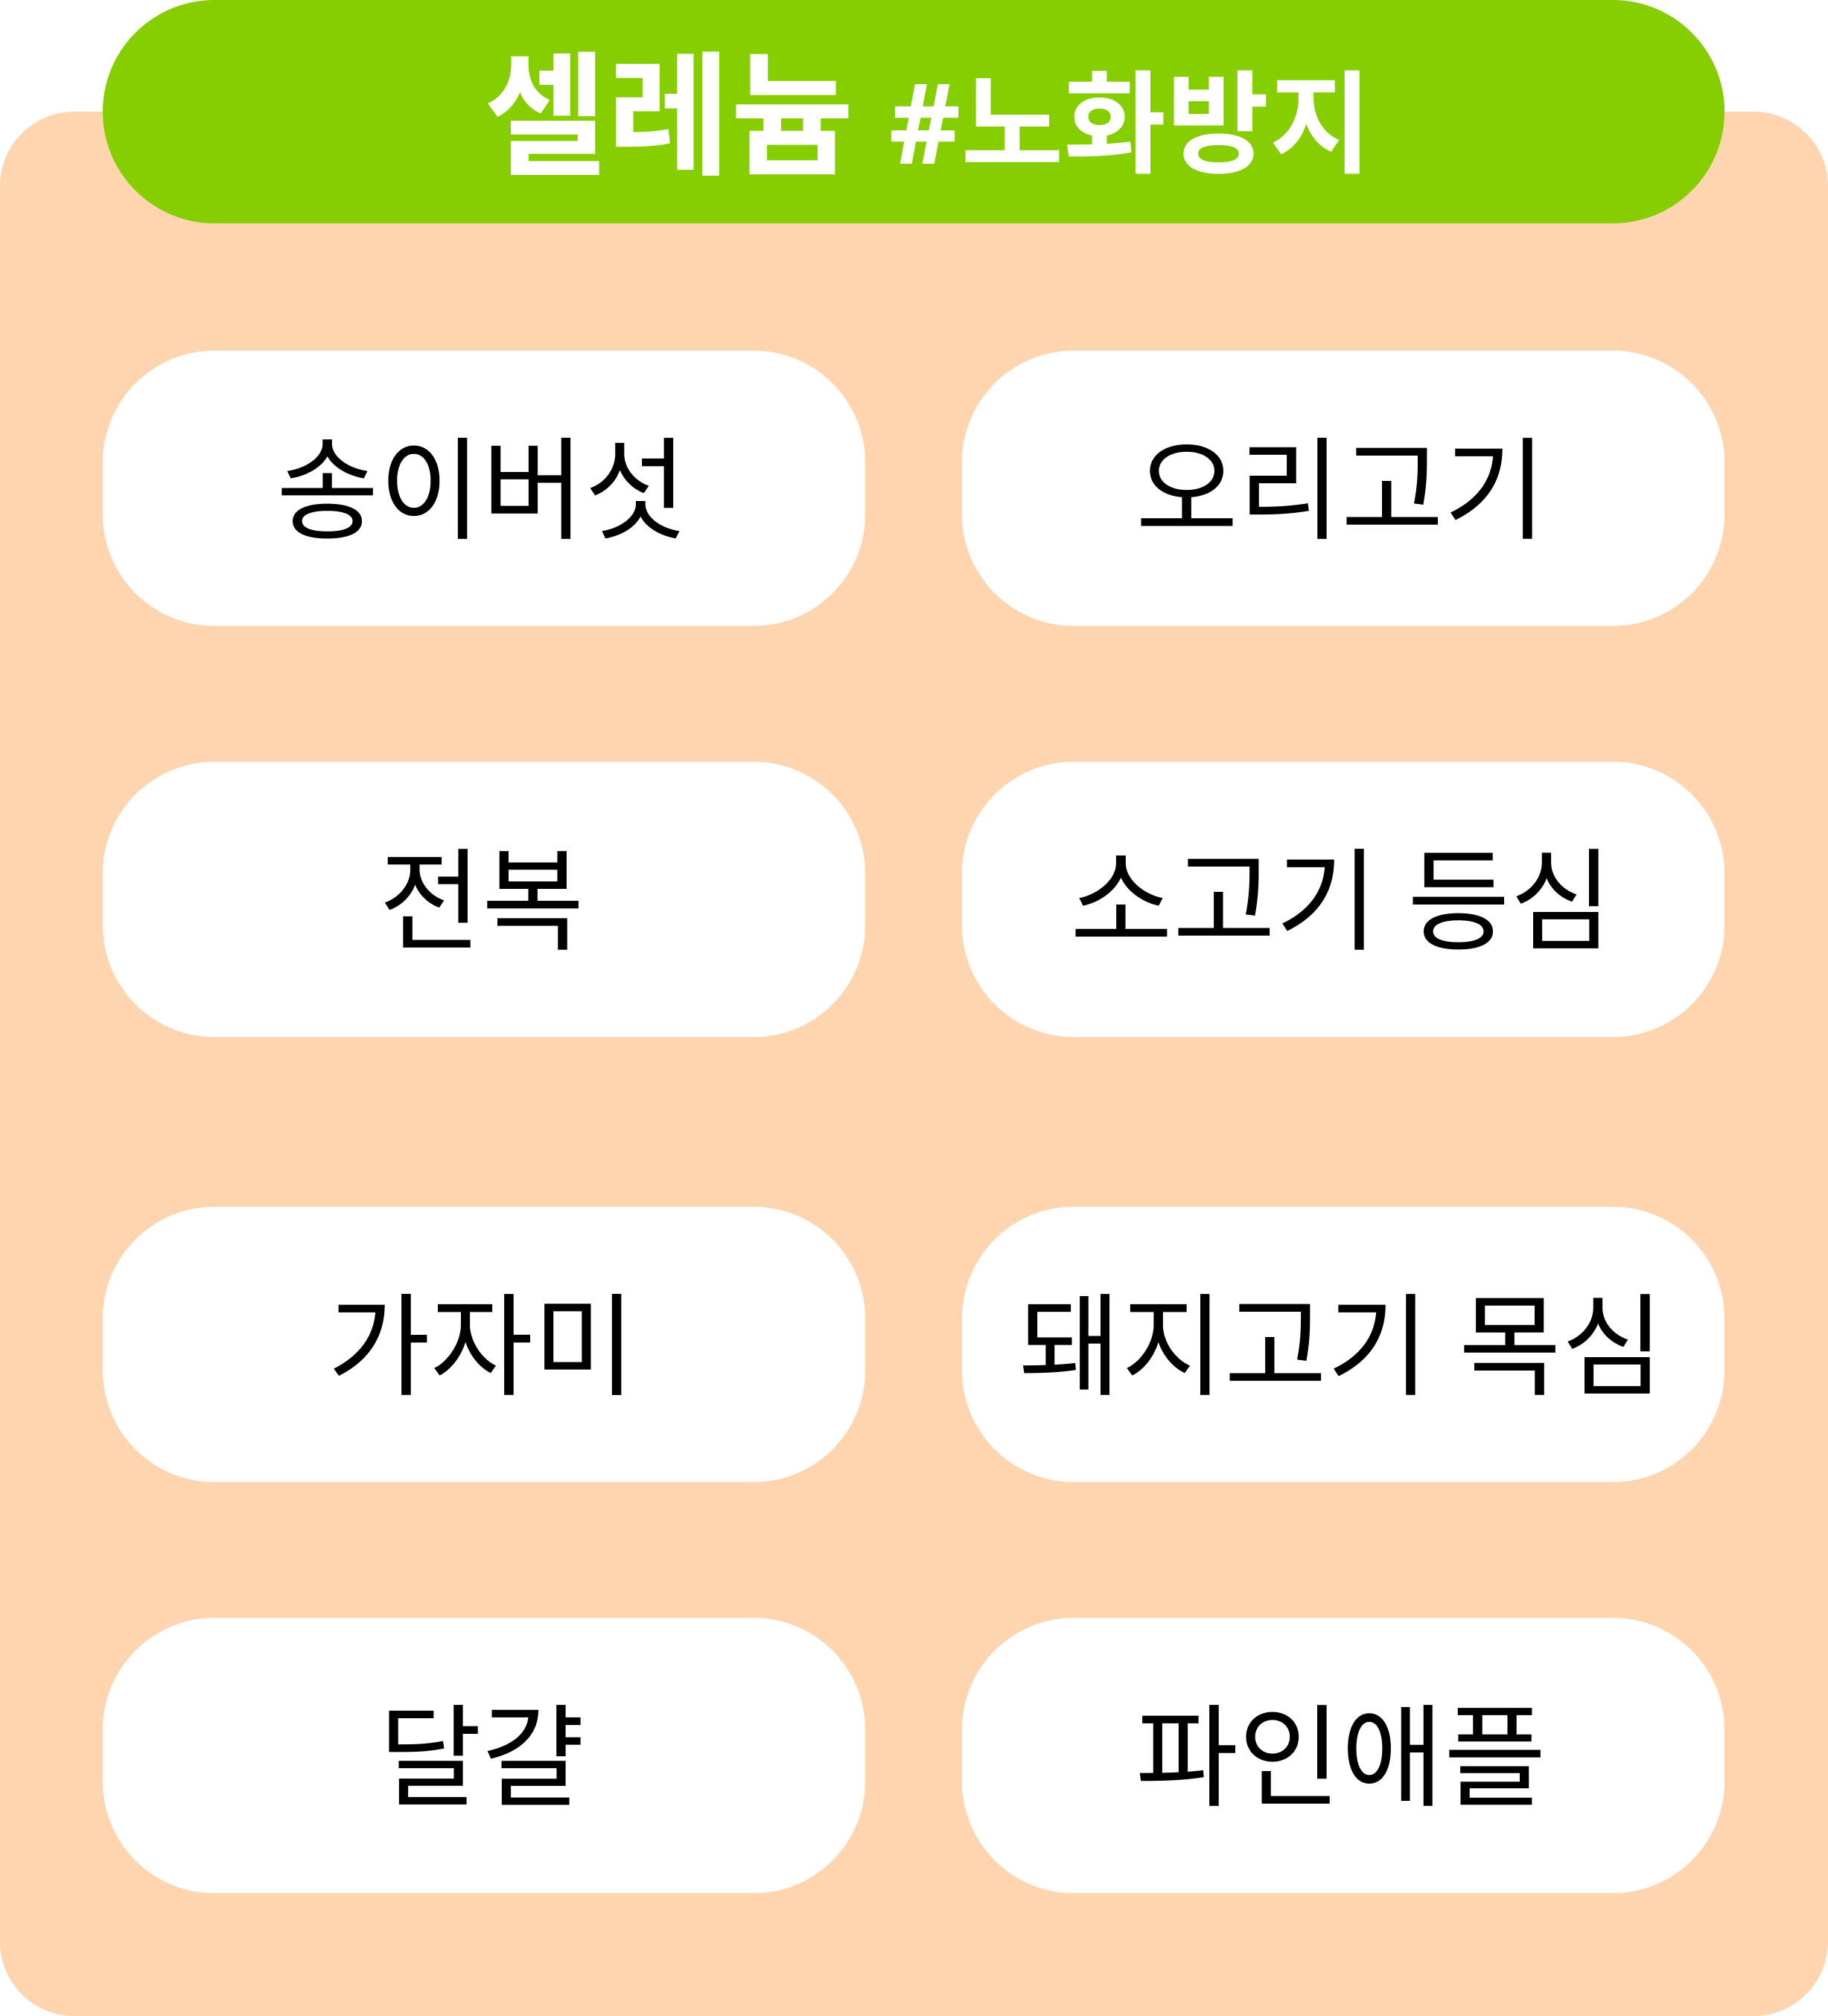 셀레늄 #노화방지
송이버섯
오리고기
전복
소고기 등심
가자미
돼지고기 목심
달걀
파인애플